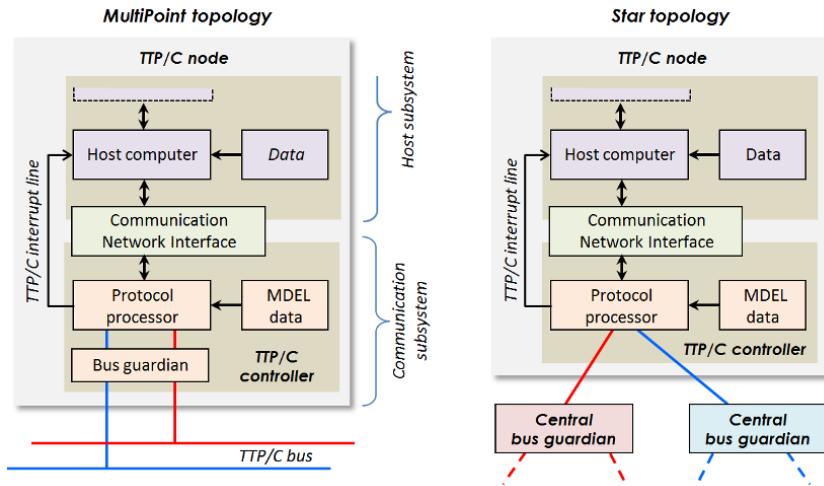 MultiPoint topology
TTP/C node
Host computer
Data
TTP/C interrupt line
Communication
Network Interface
Protocol
processor
MDEL
data
Bus guardian
TTP/C
controller
TTP/C bus
Host subsystem
Communication
subsystem
Star topology
TTP/C node
Host computer
Data
TTP/C interrupt line
Communication
Network Interface
Protocol
processor
MDEL
data
TTP/C controller
Central
bus guardian
Central
bus guardian